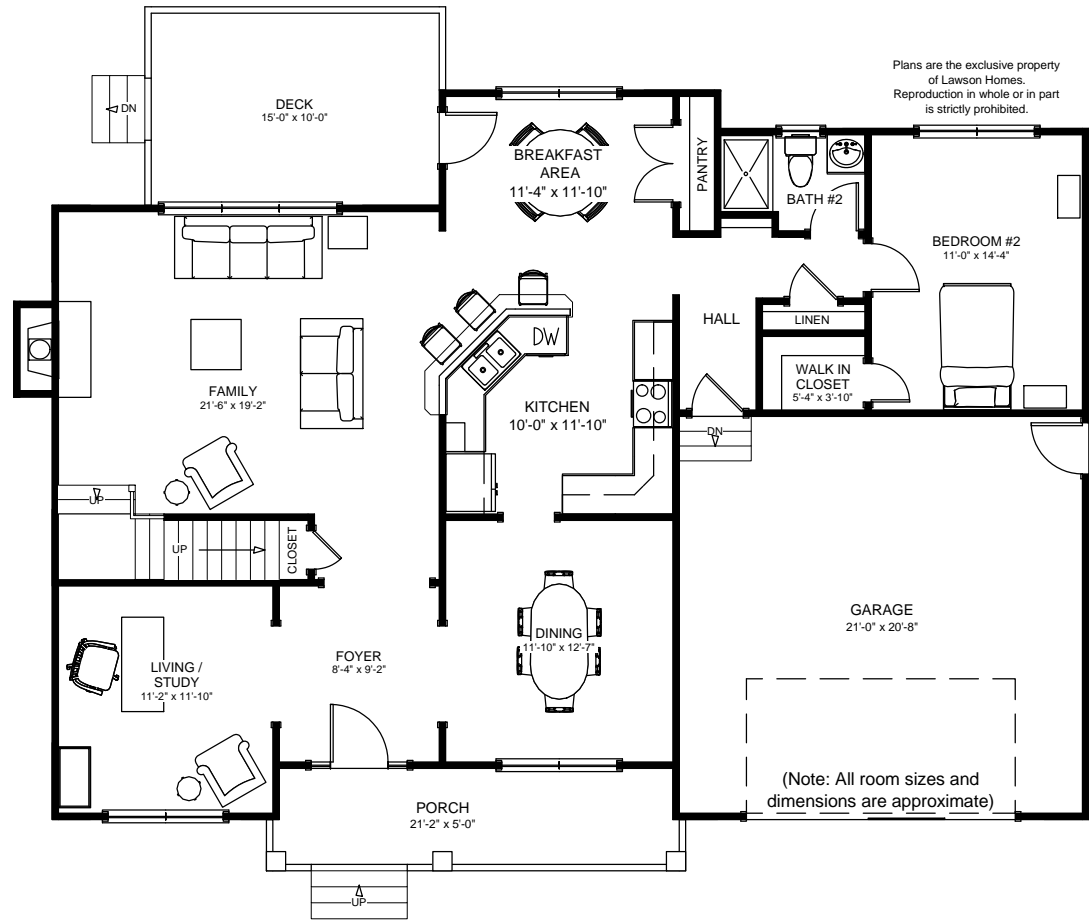 Plans are the exclusive property
of Lawson Homes.
Reproduction in whole or in part
is strictly prohibited.
DECK
15'-0" x 10'-0"
DN
BREAKFAST
AREA
11'-4" x 11'-10"
PANTRY
BATH #2
BEDROOM #2
11'-0" x 14'-4"
HALL
LINEN
DW
WALK IN
CLOSET
5'-4" x 3'-10"
FAMILY
21'-6" x 19'-2"
KITCHEN
10'-0" x 11'-10"
DN
UP
UP
CLOSET
GARAGE
21'-0" x 20'-8"
DINING
11'-10" x 12'-7"
FOYER
8'-4" x 9'-2"
LIVING /
STUDY
11'-2" x 11'-10"
(Note: All room sizes and
dimensions are approximate)
PORCH
21'-2" x 5'-0"
UP